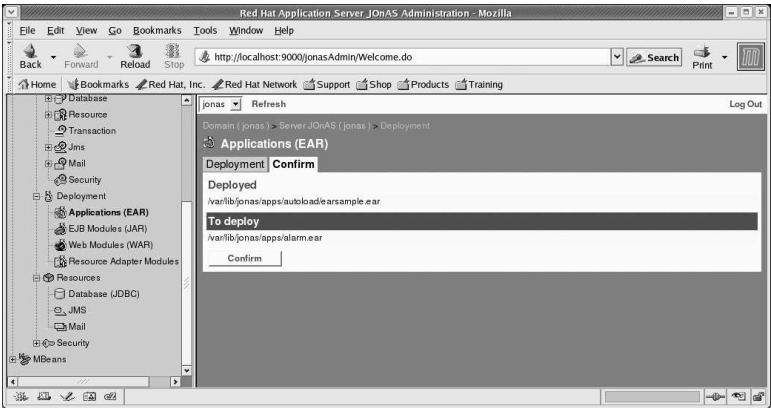 Red Hat Application Server JOnAS Administration - Mozilla
File Edit View Go Bookmarks Tools Window Help
Back Forward Reload Stop http://localhost:9000/jonasAdmin/Welcome.do Search Print
Home Bookmarks Red Hat, Inc. Red Hat Network Support Shop Products Training
Database
Resource
Transaction
Jms
Mail
Security
Deployment
Applications (EAR)
EJB Modules (JAR)
Web Modules (WAR)
Resource Adapter Modules
Resources
Database (JDBC)
JMS
Mail
Security
MBeans
jonas Refresh Log Out
Domain ( jonas ) > Server JOnAS ( jonas ) > Deployment
Applications (EAR)
Deployment Confirm
Deployed
/var/lib/jonas/apps/autoload/earsample.ear
To deploy
/var/lib/jonas/apps/alarm.ear
Confirm